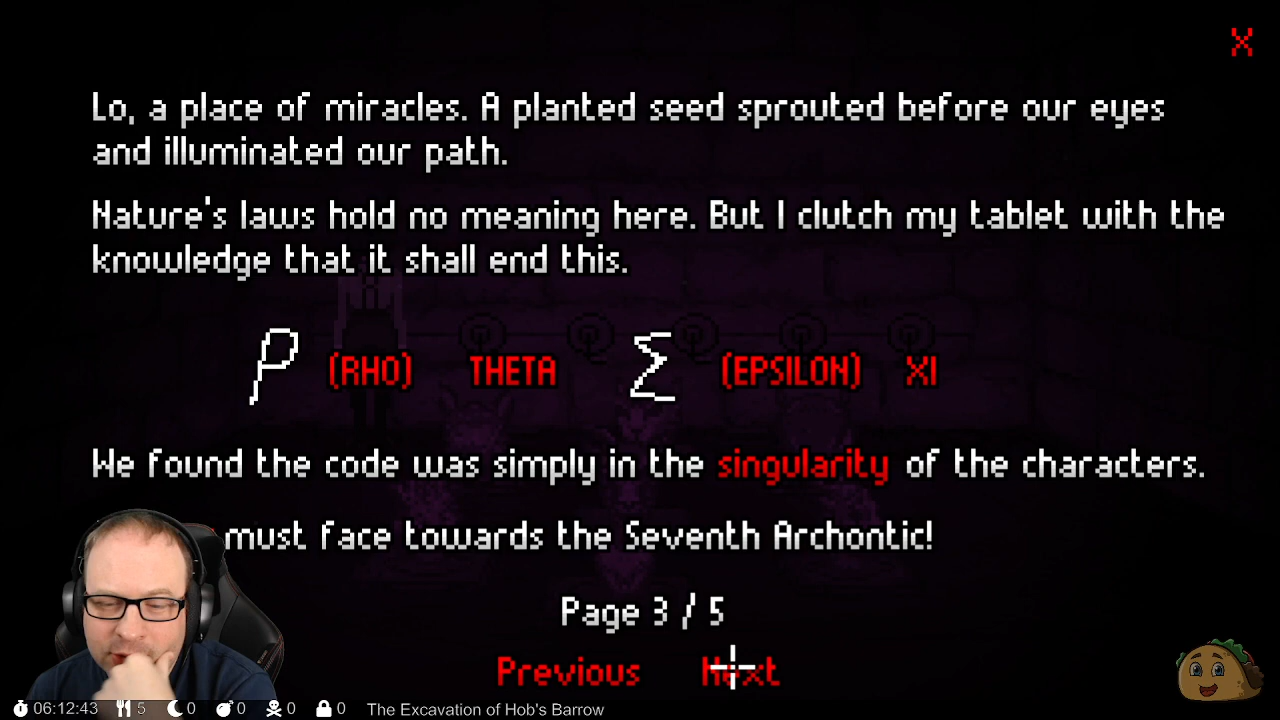 X
Lo, a place of miracles. A planted seed sprouted before our eyes
and illuminated our path.
Nature's laws hold no meaning here. But I clutch my tablet with the
knowledge that it shall end this.
(RHO) THETA Σ (EPSILON) XI
We found the code was simply in the singularity of the characters.
must face towards the Seventh Archontic!
Page 3 / 5
Previous Next
06:12:43 5 0 0 0 0 The Excavation of Hob's Barrow